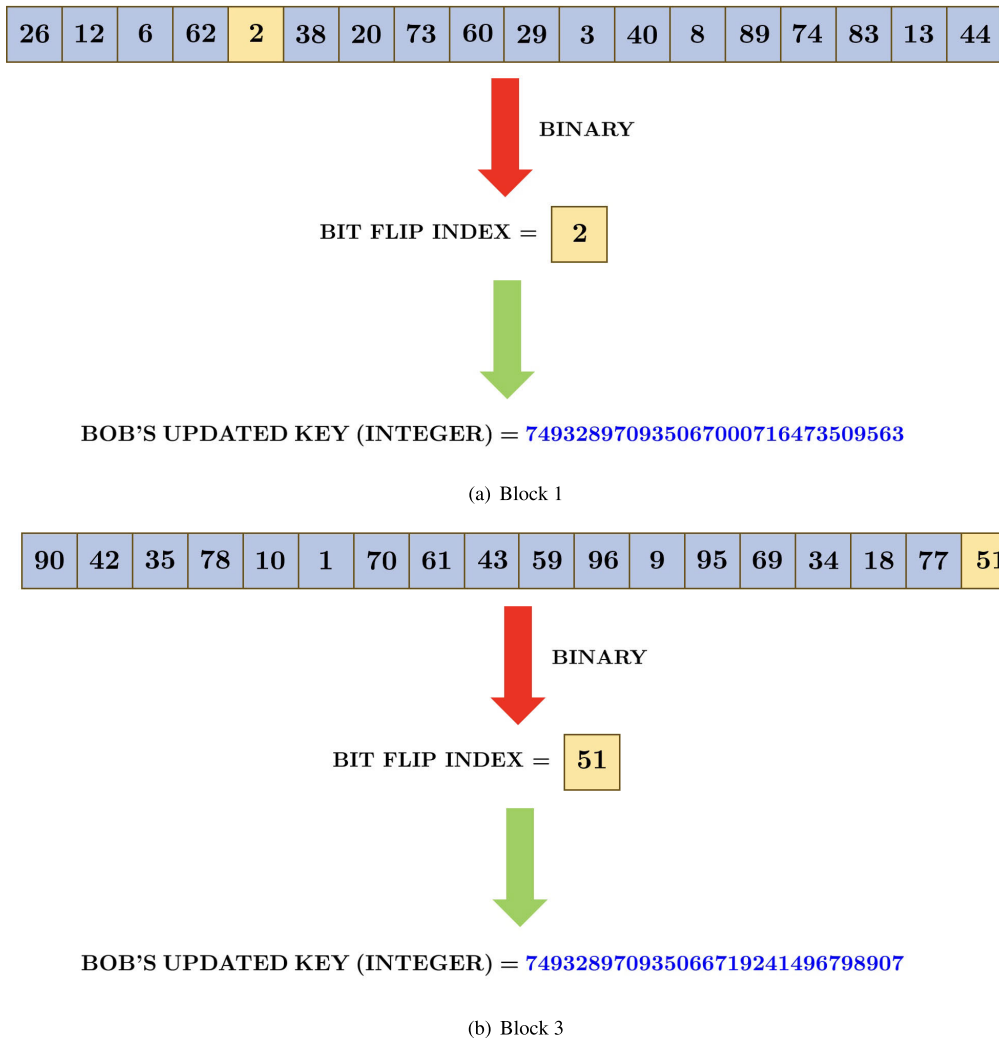 26 12 6 62 2 38 20 73 60 29 3 40 8 89 74 83 13 44
BINARY
BIT FLIP INDEX = 2
BOB'S UPDATED KEY (INTEGER) = 749328970935067000716473509563
(a) Block 1
90 42 35 78 10 1 70 61 43 59 96 9 95 69 34 18 77 51
BINARY
BIT FLIP INDEX = 51
BOB'S UPDATED KEY (INTEGER) = 749328970935066719241496798907
(b) Block 3